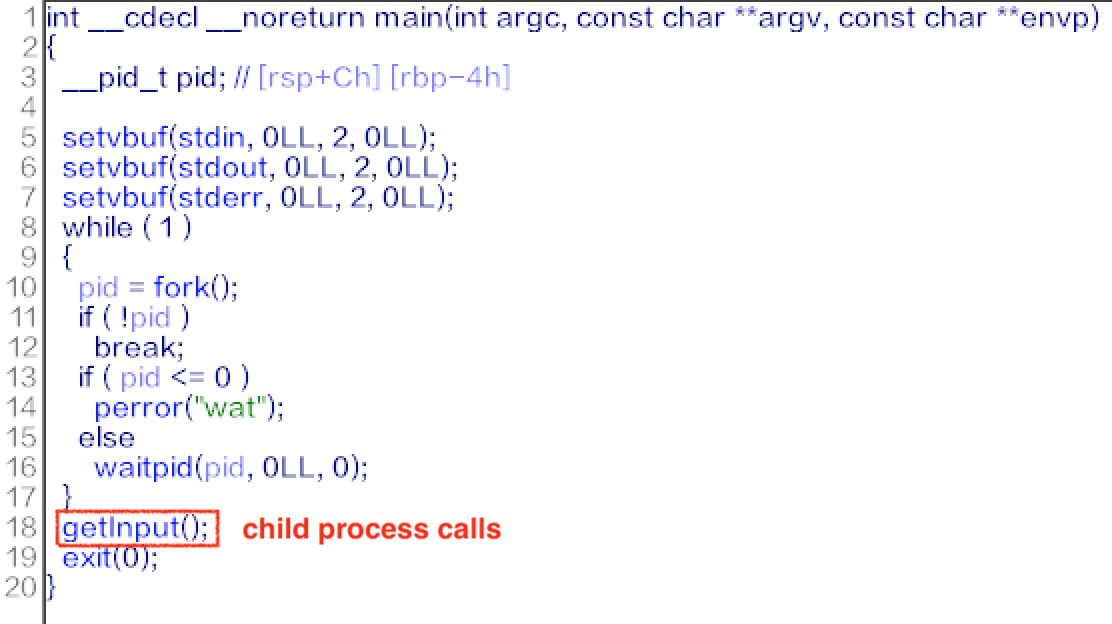 1 int __cdecl __noreturn main(int argc, const char **argv, const char **envp)
2 {
3   __pid_t pid; // [rsp+Ch] [rbp-4h]
4
5   setvbuf(stdin, 0LL, 2, 0LL);
6   setvbuf(stdout, 0LL, 2, 0LL);
7   setvbuf(stderr, 0LL, 2, 0LL);
8   while ( 1 )
9   {
10     pid = fork();
11     if ( !pid )
12       break;
13     if ( pid <= 0 )
14       perror("wat");
15     else
16       waitpid(pid, 0LL, 0);
17   }
18   getInput(); child process calls
19   exit(0);
20 }